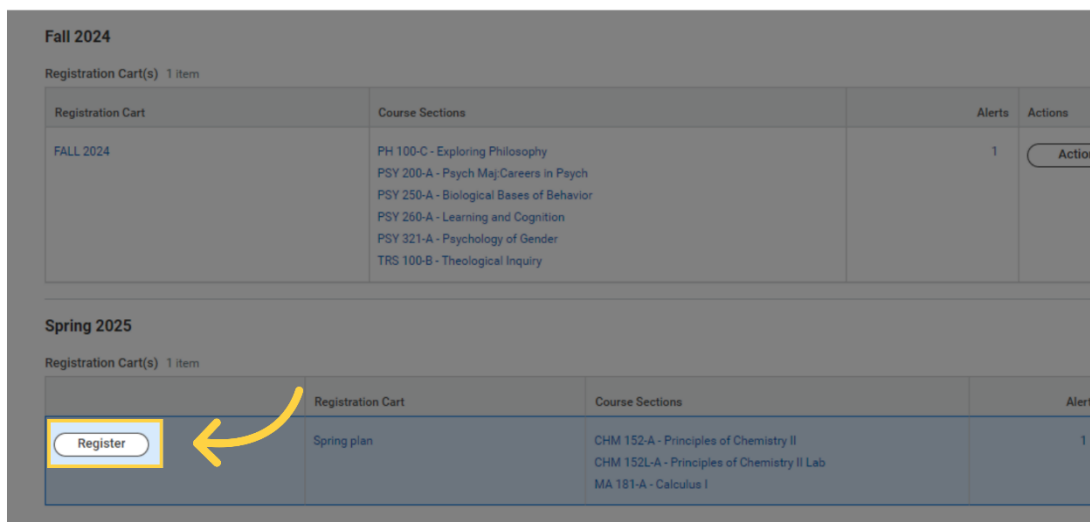 Fall 2024
Registration Cart(s) 1 item
Registration Cart Course Sections Alerts Actions
FALL 2024 PH 100-C - Exploring Philosophy 1 Actio
PSY 200-A - Psych Maj:Careers in Psych
PSY 250-A - Biological Bases of Behavior
PSY 260-A - Learning and Cognition
PSY 321-A - Psychology of Gender
TRS 100-B - Theological Inquiry
Spring 2025
Registration Cart(s) 1 item
Registration Cart Course Sections Alert
Register Spring plan CHM 152-A - Principles of Chemistry II 1
CHM 152L-A - Principles of Chemistry II Lab
MA 181-A - Calculus I